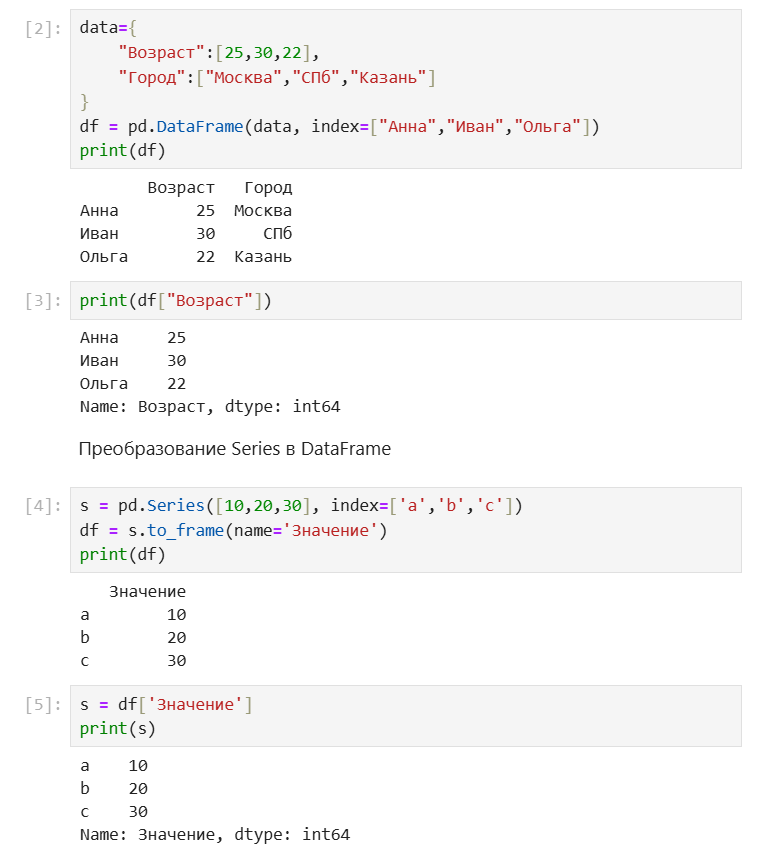 [2]: data={
    "Возраст":[25,30,22],
    "Город":["Москва","СПб","Казань"]
}
df = pd.DataFrame(data, index=["Анна","Иван","Ольга"])
print(df)
       Возраст   Город
Анна        25  Москва
Иван        30     СПб
Ольга       22  Казань
[3]: print(df["Возраст"])
Анна     25
Иван     30
Ольга    22
Name: Возраст, dtype: int64
Преобразование Series в DataFrame
[4]: s = pd.Series([10,20,30], index=['a','b','c'])
df = s.to_frame(name='Значение')
print(df)
   Значение
a        10
b        20
c        30
[5]: s = df['Значение']
print(s)
a    10
b    20
c    30
Name: Значение, dtype: int64